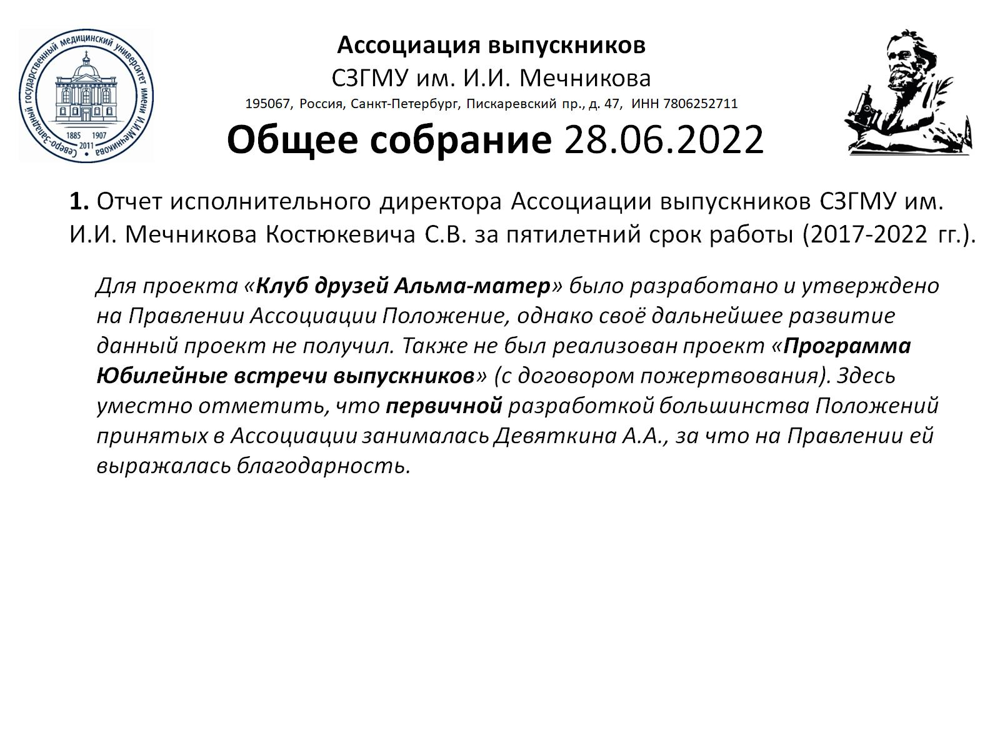 Северо-Западный государственный медицинский университет имени И.И.Мечникова
1885 1907
2011
Ассоциация выпускников
СЗГМУ им. И.И. Мечникова
195067, Россия, Санкт-Петербург, Пискаревский пр., д. 47, ИНН 7806252711
Общее собрание 28.06.2022
1. Отчет исполнительного директора Ассоциации выпускников СЗГМУ им.
И.И. Мечникова Костюкевича С.В. за пятилетний срок работы (2017-2022 гг.).
Для проекта «Клуб друзей Альма-матер» было разработано и утверждено
на Правлении Ассоциации Положение, однако своё дальнейшее развитие
данный проект не получил. Также не был реализован проект «Программа
Юбилейные встречи выпускников» (с договором пожертвования). Здесь
уместно отметить, что первичной разработкой большинства Положений
принятых в Ассоциации занималась Девяткина А.А., за что на Правлении ей
выражалась благодарность.